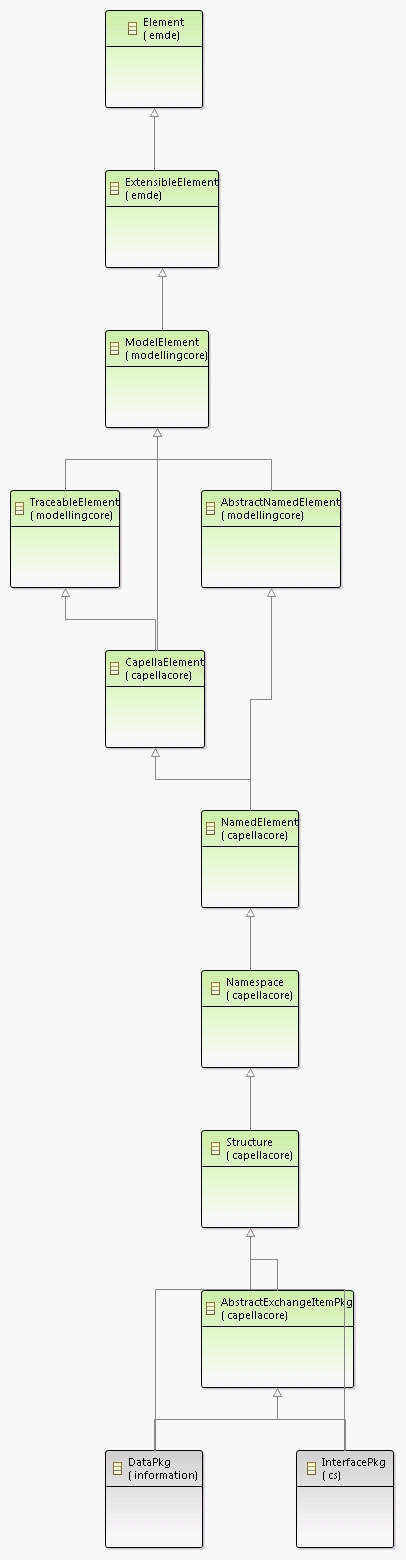 Element
( emde)
ExtensibleElement
( emde)
ModelElement
( modellingcore)
TraceableElement
( modellingcore)
AbstractNamedElement
( modellingcore)
CapellaElement
( capellacore)
NamedElement
( capellacore)
Namespace
( capellacore)
Structure
( capellacore)
AbstractExchangeItemPkg
( capellacore)
DataPkg
( information)
InterfacePkg
( cs)